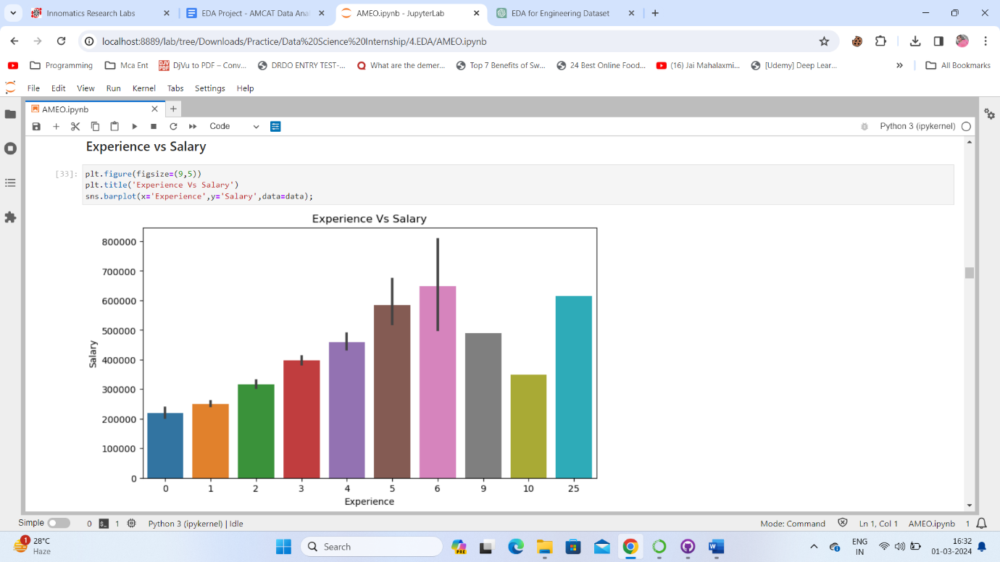 Innomatics Research Labs
EDA Project - AMCAT Data Anal
AMEO.ipynb - JupyterLab
EDA for Engineering Dataset
localhost:8889/lab/tree/Downloads/Practice/Data%20Science%20Internship/4.EDA/AMEO.ipynb
Programming
Mca Ent
DjVu to PDF – Conv...
DRDO ENTRY TEST-...
What are the demer...
Top 7 Benefits of Sw...
24 Best Online Food...
(16) Jai Mahalaxmi...
[Udemy] Deep Lear...
All Bookmarks
File Edit View Run Kernel Tabs Settings Help
AMEO.ipynb
Code
Python 3 (ipykernel)
Experience vs Salary
[33]:
plt.figure(figsize=(9,5))
plt.title('Experience Vs Salary')
sns.barplot(x='Experience',y='Salary',data=data);
Experience Vs Salary
800000
700000
600000
500000
400000
300000
200000
100000
0
Salary
0 1 2 3 4 5 6 9 10 25
Experience
Simple
0
1
Python 3 (ipykernel) | Idle
Mode: Command
Ln 1, Col 1
AMEO.ipynb
1
1
28°C
Haze
Search
PRE
ENG
IN
16:32
01-03-2024